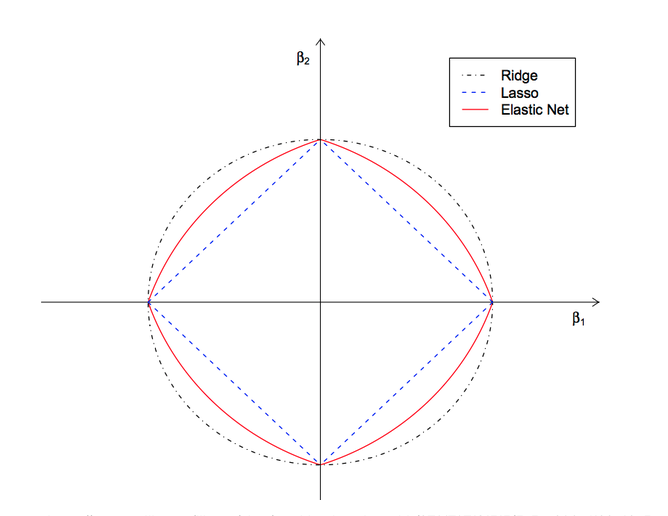 β₂
Ridge
Lasso
Elastic Net
β₁